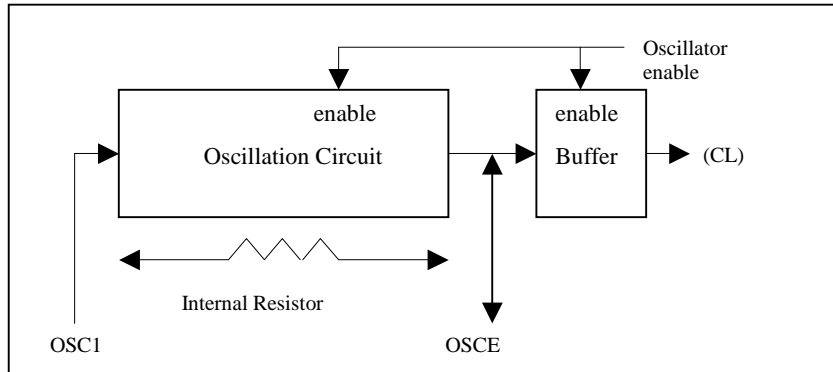 Oscillator
enable
enable
enable
Oscillation Circuit
Buffer
(CL)
Internal Resistor
OSC1
OSCE